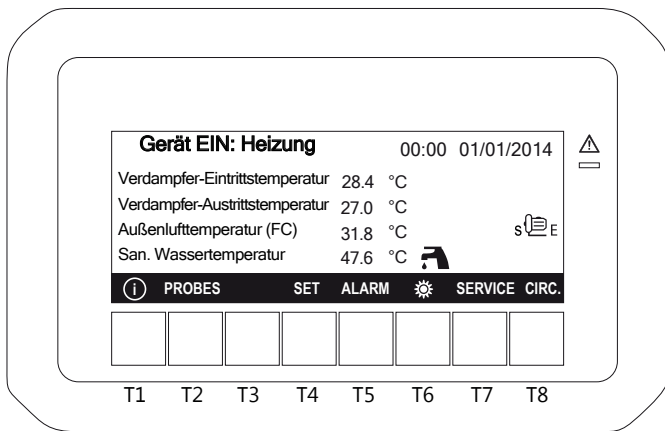 Gerät EIN: Heizung 00:00 01/01/2014
Verdampfer-Eintrittstemperatur 28.4 °C
Verdampfer-Austrittstemperatur 27.0 °C
Außenlufttemperatur (FC) 31.8 °C
S E
San. Wassertemperatur 47.6 °C
i PROBES SET ALARM SERVICE CIRC.
T1 T2 T3 T4 T5 T6 T7 T8